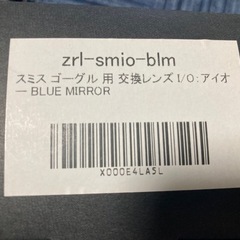 zrl-smio-blm
スミス ゴーグル 用 交換レンズ I/O:アイオ
ー BLUE MIRROR
X000E4LA5L